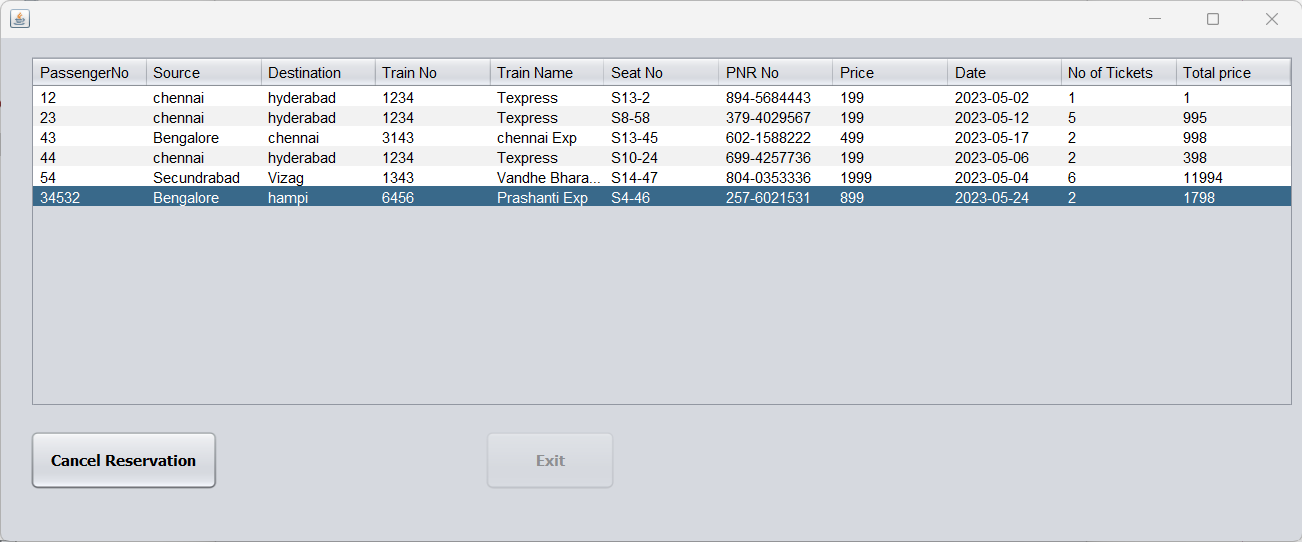 PassengerNo Source Destination Train No Train Name Seat No PNR No Price Date No of Tickets Total price
12 chennai hyderabad 1234 Texpress S13-2 894-5684443 199 2023-05-02 1 1
23 chennai hyderabad 1234 Texpress S8-58 379-4029567 199 2023-05-12 5 995
43 Bengalore chennai 3143 chennai Exp S13-45 602-1588222 499 2023-05-17 2 998
44 chennai hyderabad 1234 Texpress S10-24 699-4257736 199 2023-05-06 2 398
54 Secundrabad Vizag 1343 Vandhe Bhara... S14-47 804-0353336 1999 2023-05-04 6 11994
34532 Bengalore hampi 6456 Prashanti Exp S4-46 257-6021531 899 2023-05-24 2 1798
Cancel Reservation Exit